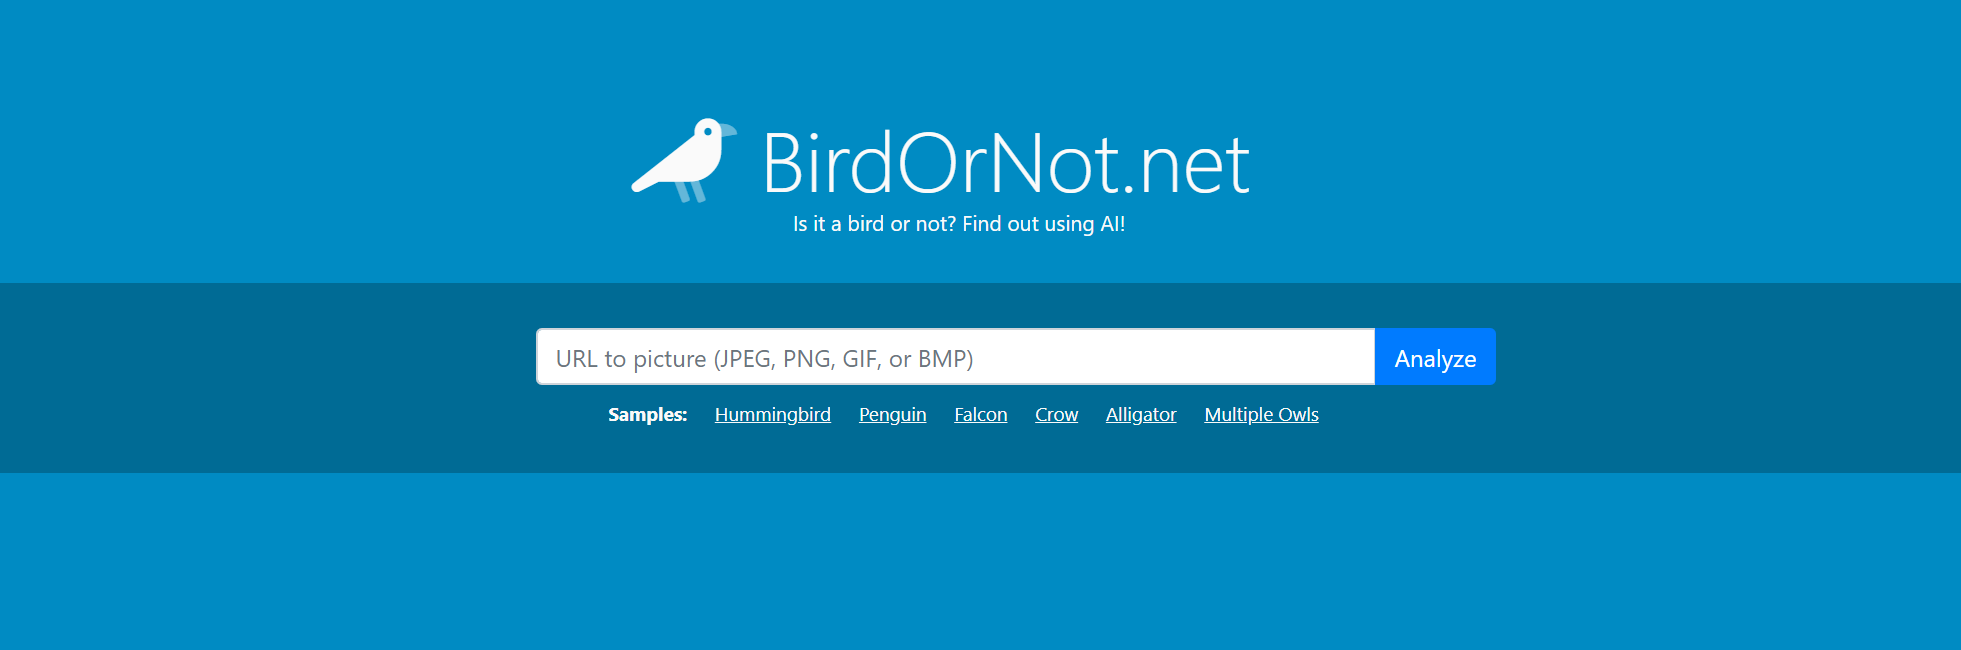 BirdOrNot.net
Is it a bird or not? Find out using AI!
URL to picture (JPEG, PNG, GIF, or BMP) Analyze
Samples: Hummingbird Penguin Falcon Crow Alligator Multiple Owls